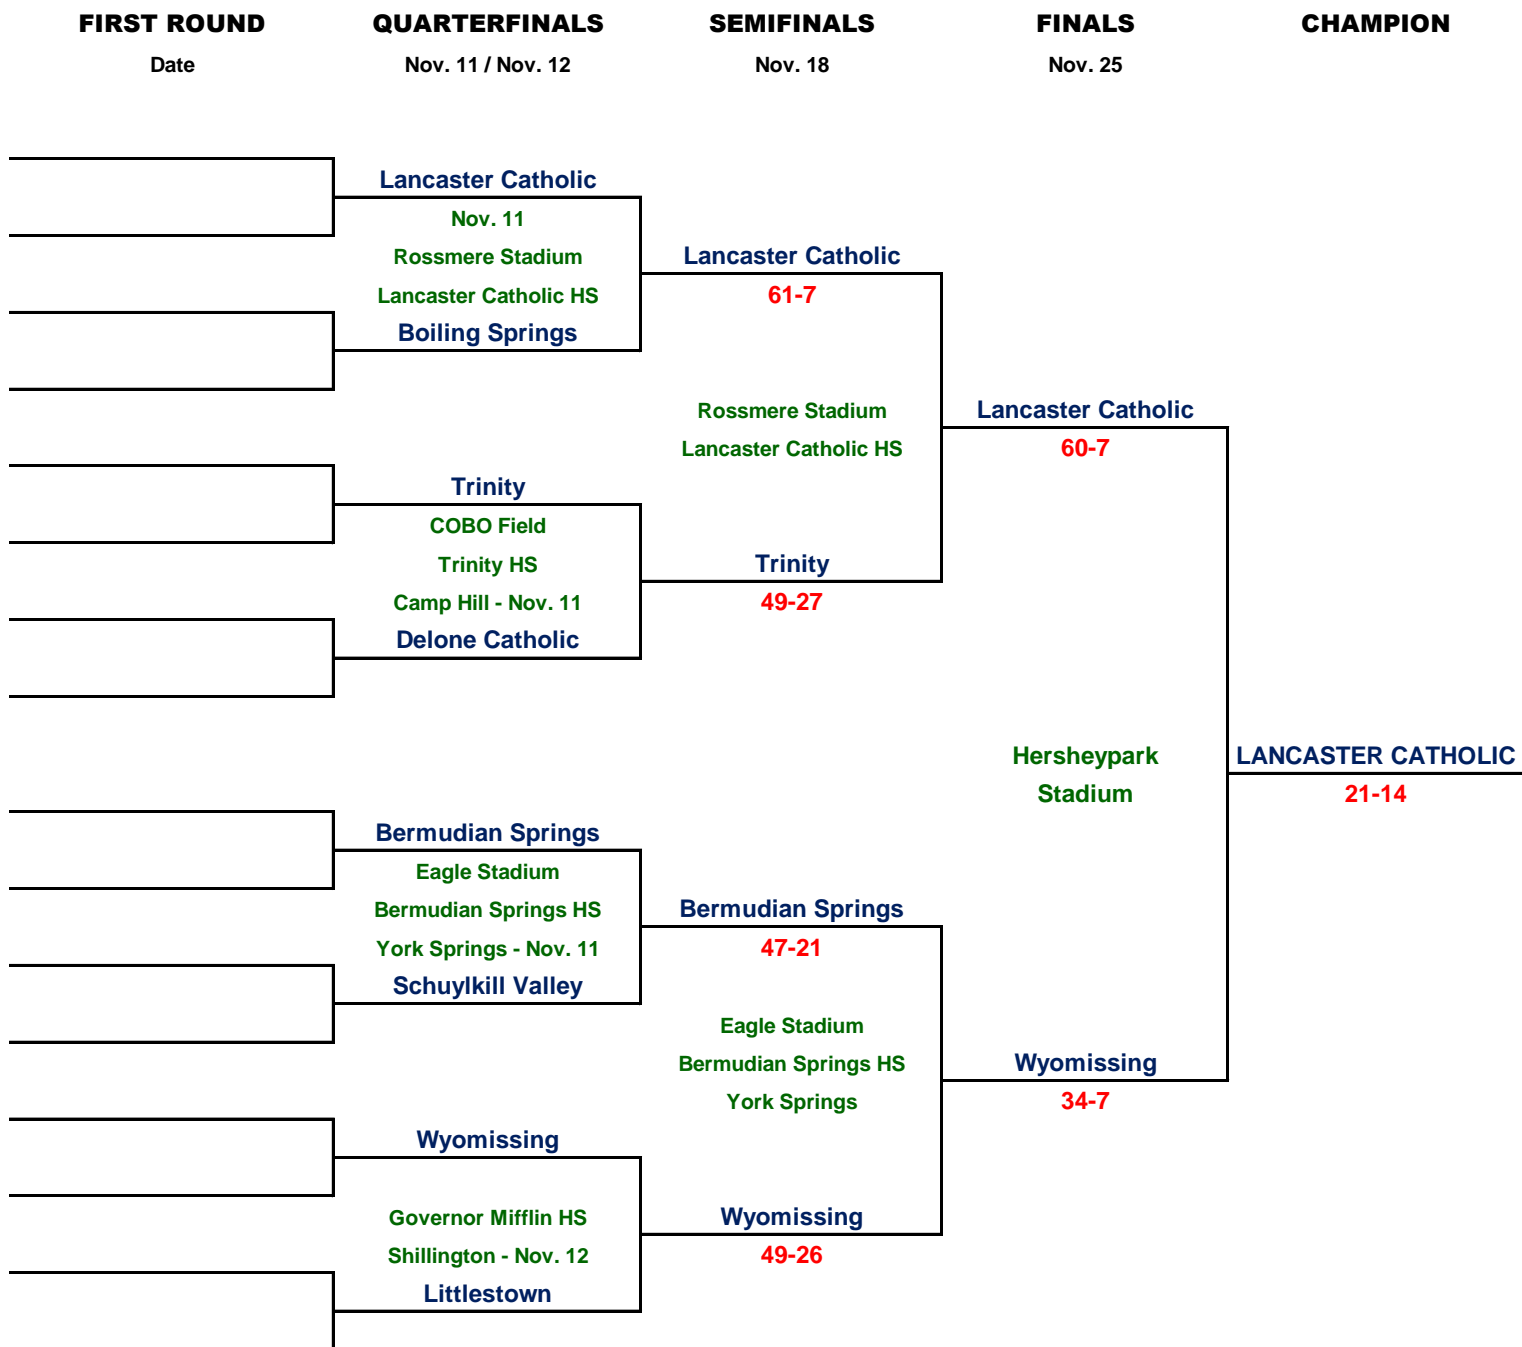 FIRST ROUND
QUARTERFINALS
SEMIFINALS
FINALS
CHAMPION
Date
Nov. 11 / Nov. 12
Nov. 18
Nov. 25
Lancaster Catholic
Nov. 11
Rossmere Stadium
Lancaster Catholic HS
Boiling Springs
Trinity
COBO Field
Trinity HS
Camp Hill - Nov. 11
Delone Catholic
Bermudian Springs
Eagle Stadium
Bermudian Springs HS
York Springs - Nov. 11
Schuylkill Valley
Wyomissing
Governor Mifflin HS
Shillington - Nov. 12
Littlestown
Lancaster Catholic
61-7
Rossmere Stadium
Lancaster Catholic HS
Trinity
49-27
Bermudian Springs
47-21
Eagle Stadium
Bermudian Springs HS
York Springs
Wyomissing
49-26
Lancaster Catholic
60-7
Hersheypark
Stadium
Wyomissing
34-7
LANCASTER CATHOLIC
21-14